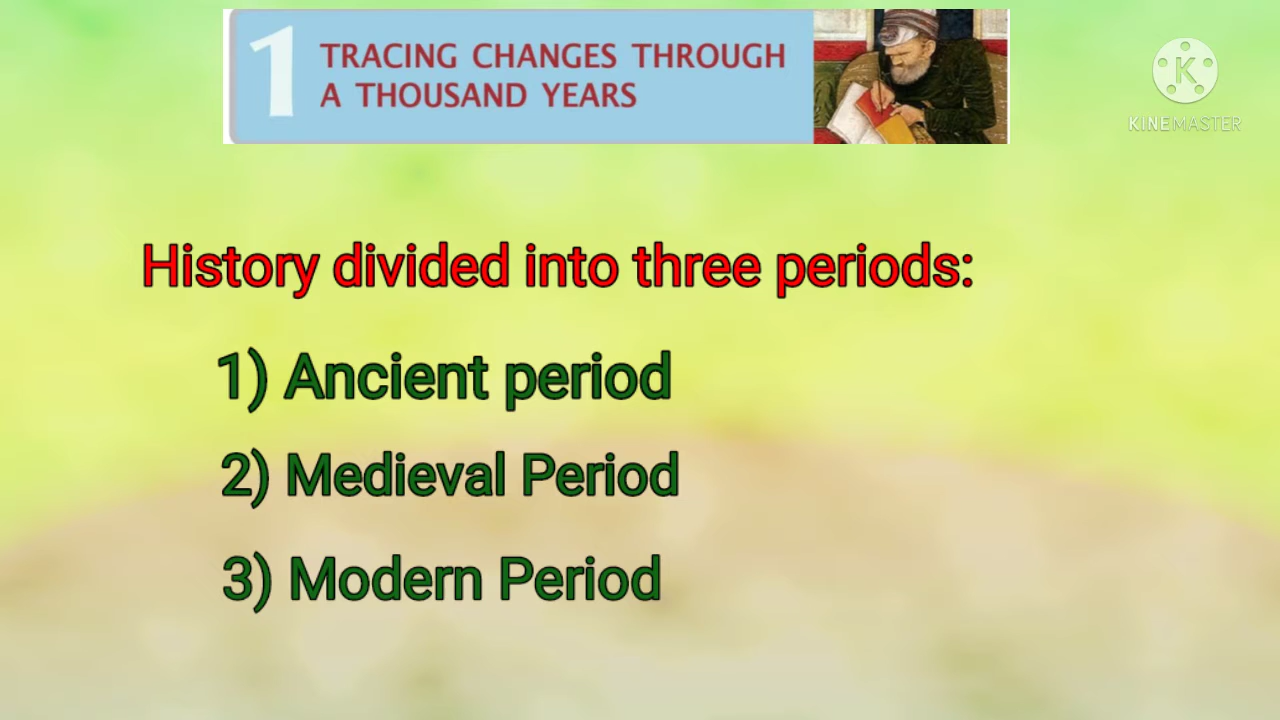 1
TRACING CHANGES THROUGH
A THOUSAND YEARS
K
KINEMASTER
History divided into three periods:
1) Ancient period
2) Medieval Period
3) Modern Period